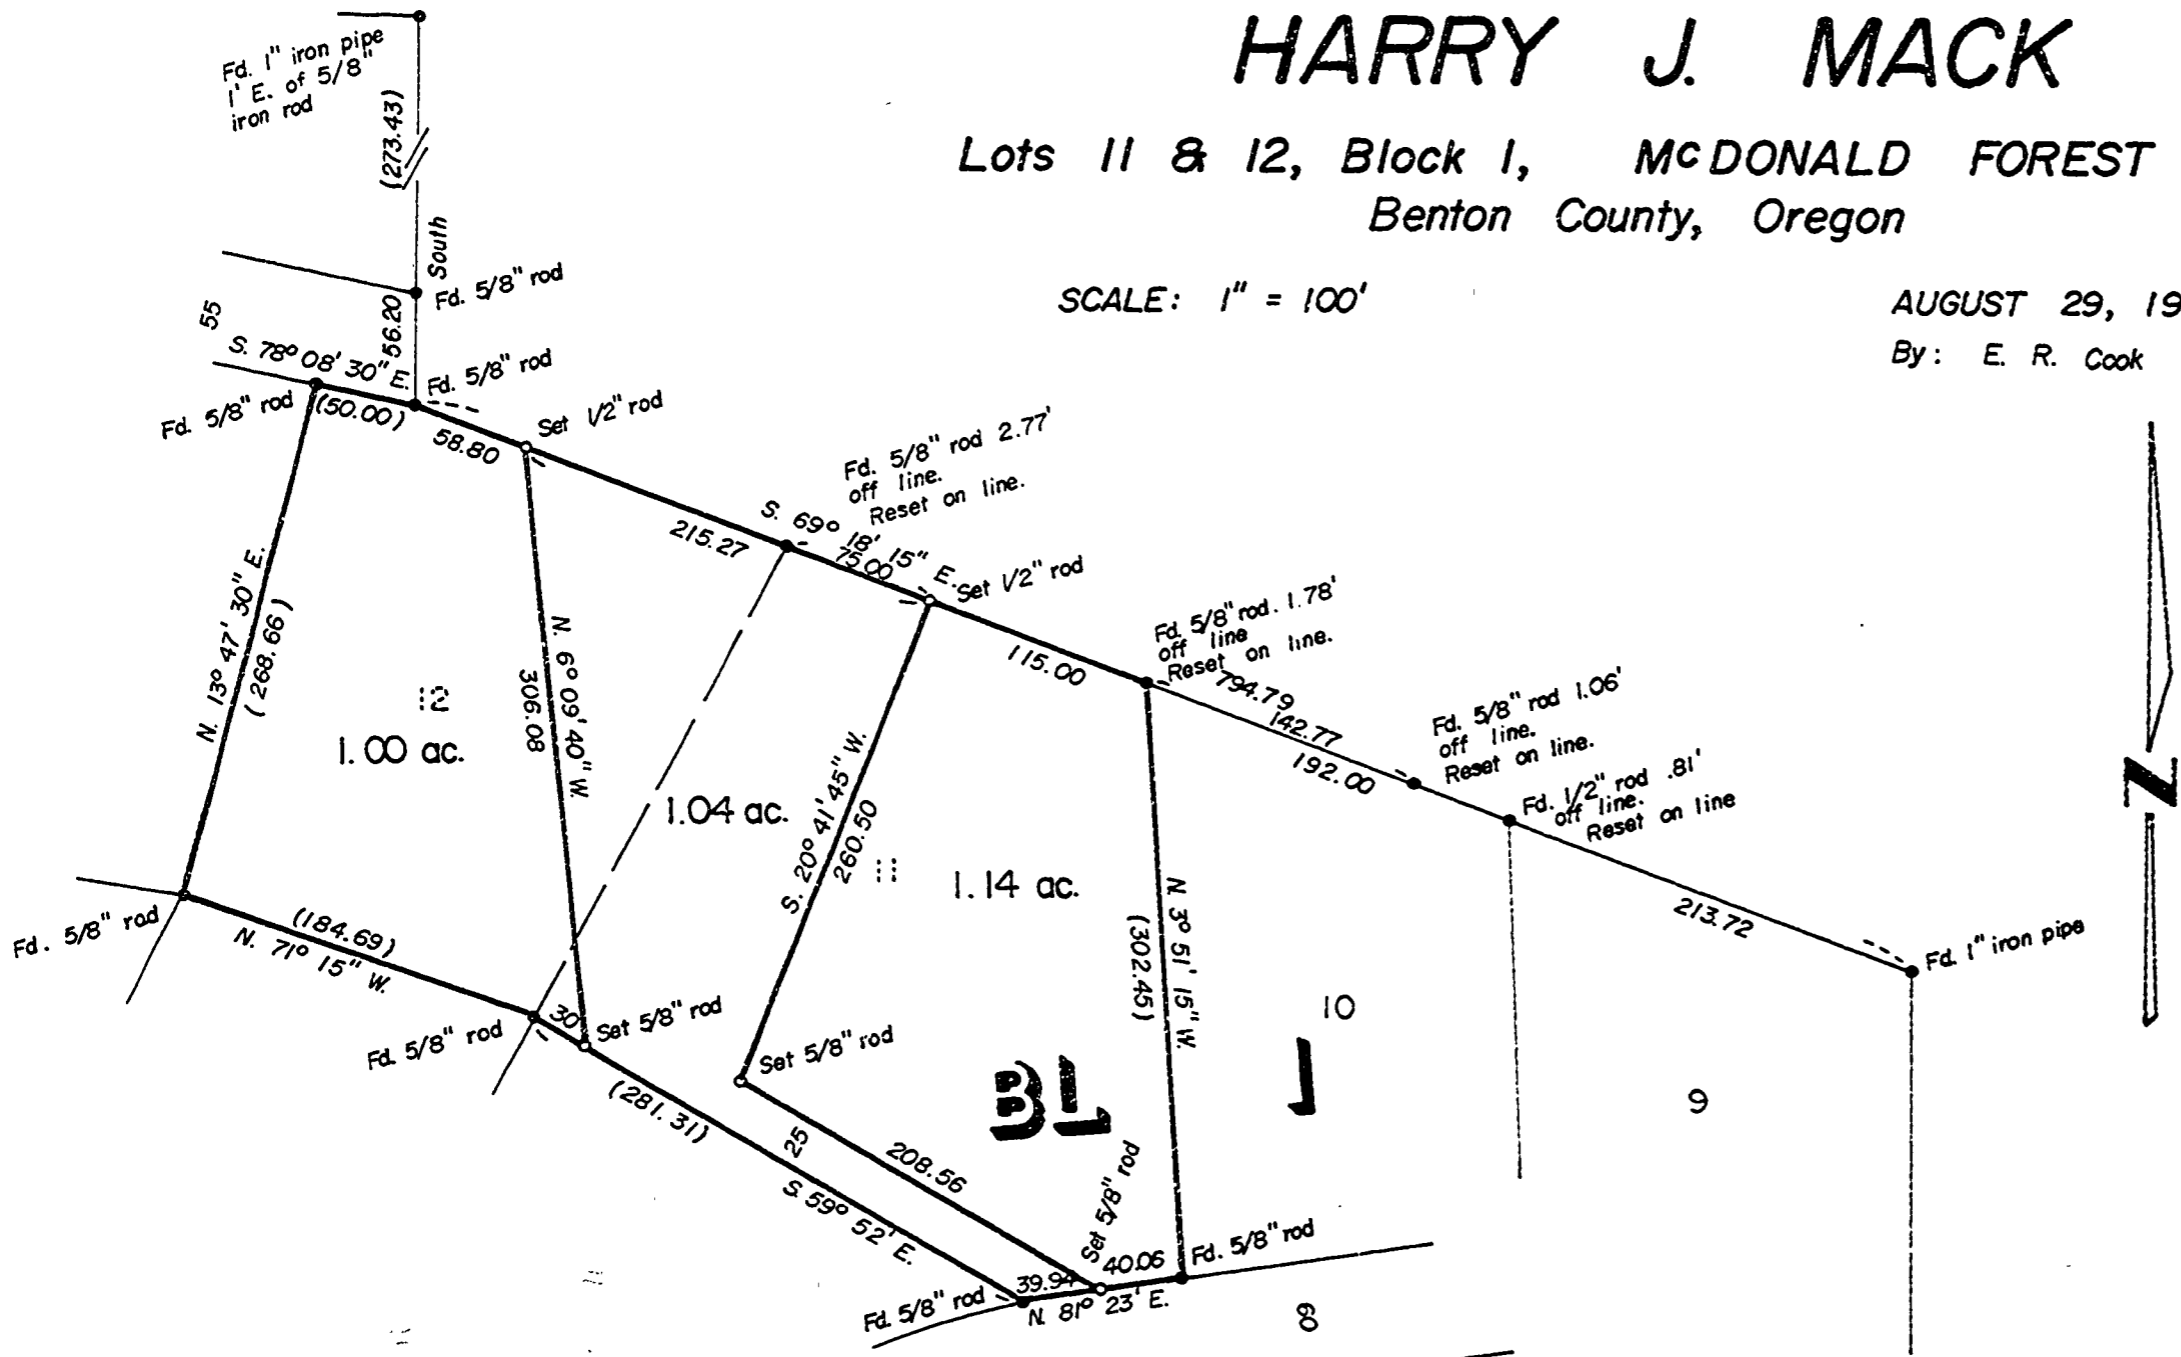 HARRY J. MACK
Lots 11 & 12, Block 1, McDONALD FOREST
Benton County, Oregon
SCALE: 1" = 100'
AUGUST 29, 19
By: E. R. Cook
Fd. 1" iron pipe
1' E. of 5/8"
iron rod
(273.43)
South
Fd. 5/8" rod
56.20
55
S. 78° 08' 30" E.
Fd. 5/8" rod
Fd. 5/8" rod
(50.00)
58.80
Set 1/2" rod
215.27
Fd. 5/8" rod 2.77'
off line.
Reset on line.
S. 69° 18' 15" E.
75.00
Set 1/2" rod
115.00
Fd. 5/8" rod. 1.78'
off line
Reset on line.
794.79
142.77
192.00
Fd. 5/8" rod 1.06'
off line.
Reset on line.
Fd. 1/2" rod .81'
off line.
Reset on line
213.72
Fd. 1" iron pipe
N
N. 13° 47' 30" E.
(268.66)
12
1.00 ac.
N. 6° 09' 40" W.
306.08
1.04 ac.
S. 20° 41' 45" W.
260.50
11
1.14 ac.
N. 3° 51' 15" W.
(302.45)
10
9
BL 1
Fd. 5/8" rod
(184.69)
N. 71° 15" W.
Fd. 5/8" rod
30'
Set 5/8" rod
(281.31)
S. 59° 52' E.
25
Set 5/8" rod
208.56
Set 5/8" rod
39.94
40.06
Fd. 5/8" rod
Fd. 5/8" rod
N. 81° 23' E.
60